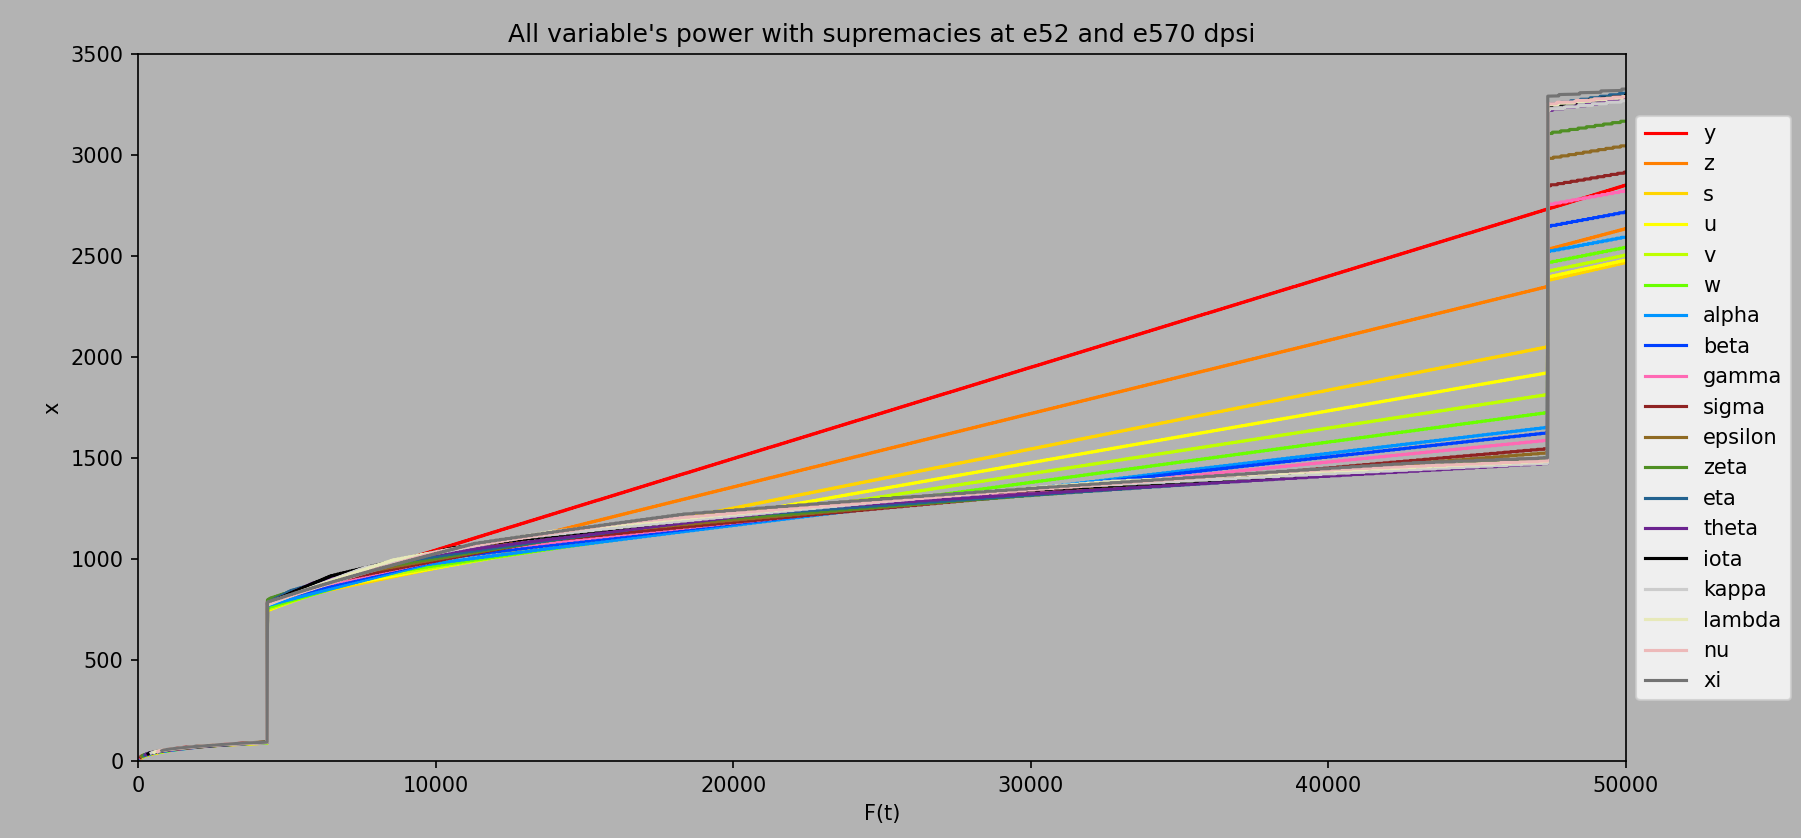 All variable's power with supremacies at e52 and e570 dpsi
3500
3000
2500
2000
1500
1000
500
0
x
0 10000 20000 30000 40000 50000
F(t)
y
z
s
u
v
w
alpha
beta
gamma
sigma
epsilon
zeta
eta
theta
iota
kappa
lambda
nu
xi